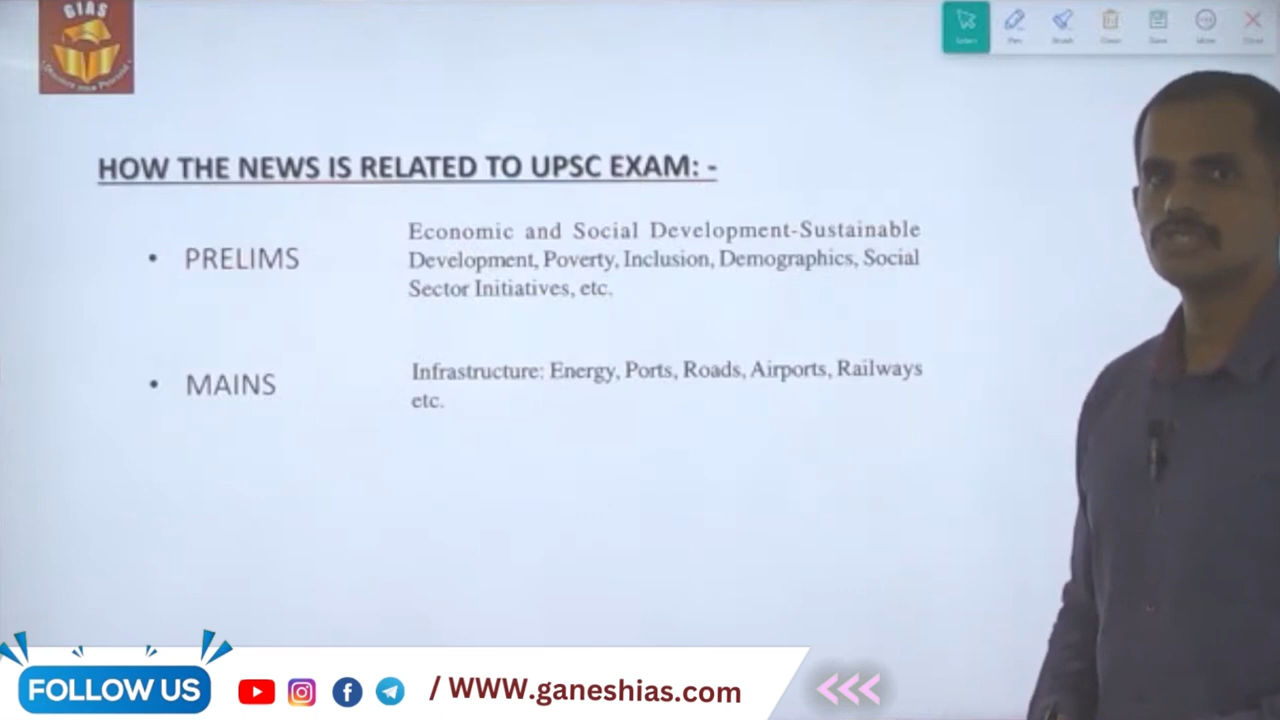 GIAS
HOW THE NEWS IS RELATED TO UPSC EXAM: -
• PRELIMS
Economic and Social Development-Sustainable
Development, Poverty, Inclusion, Demographics, Social
Sector Initiatives, etc.
• MAINS
Infrastructure: Energy, Ports, Roads, Airports, Railways
etc.
FOLLOW US
/ WWW.ganeshias.com